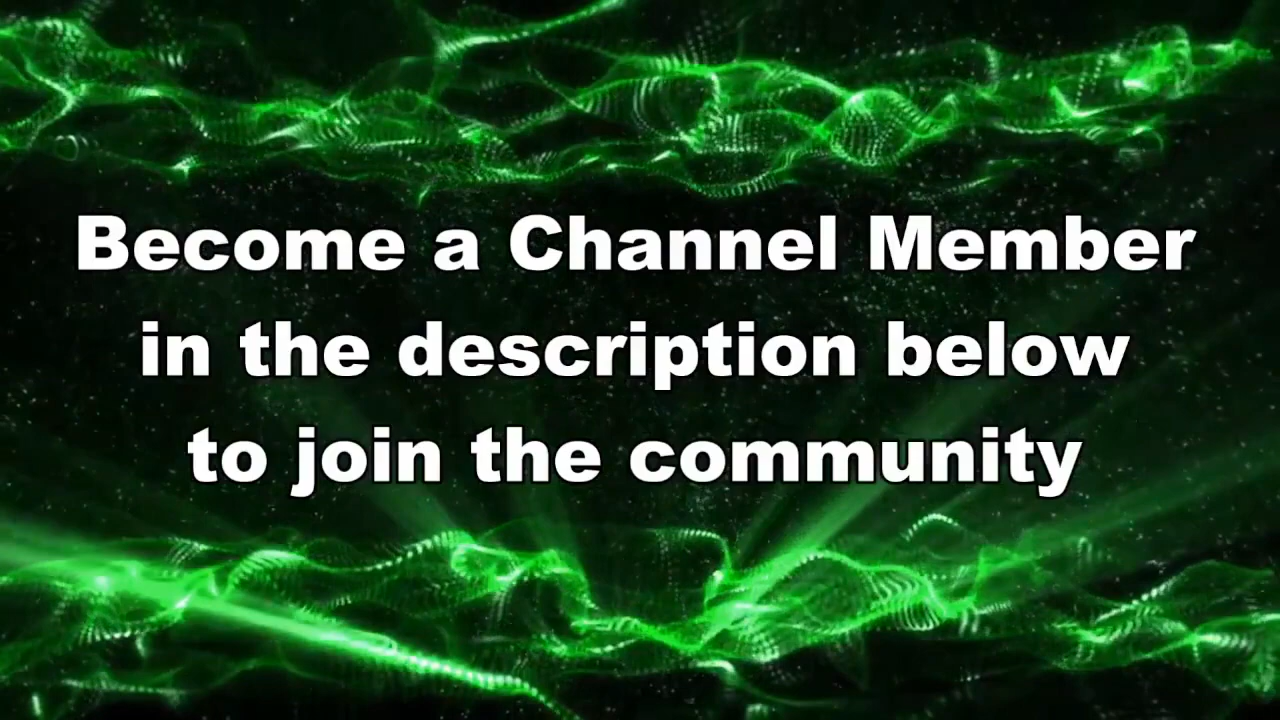 Become a Channel Member
in the description below
to join the community